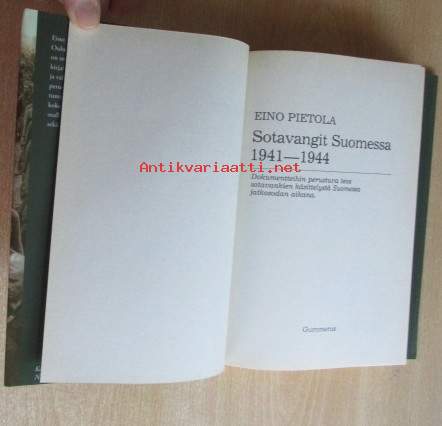 EINO PIETOLA
Sotavangit Suomessa
1941—1944
Dokumentteihin perustuva teos
sotavankien käsittelystä Suomessa
jatkosodan aikana.
Gummerus
Antikvariaatti.net